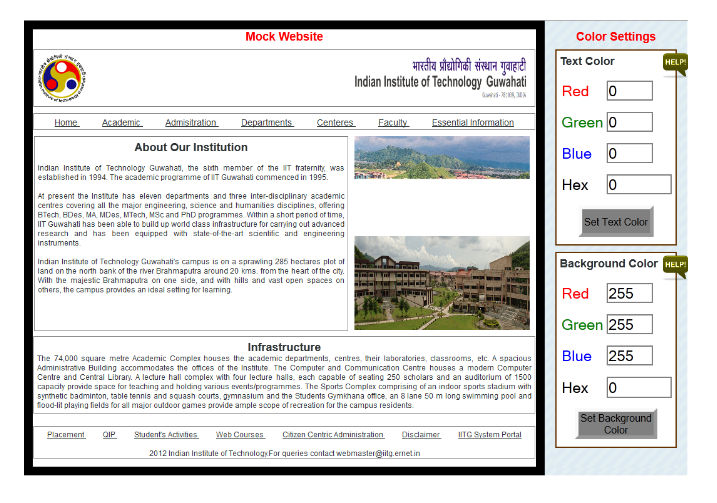 Mock Website
भारतीय प्रौद्योगिकी संस्थान गुवाहाटी
Indian Institute of Technology Guwahati
Home Academic Admisitration Departments Centeres Faculty Essential Information
About Our Institution
Indian Institute of Technology Guwahati, the sixth member of the IIT fraternity, was
established in 1994. The academic programme of IIT Guwahati commenced in 1995.
At present the Institute has eleven departments and three inter-disciplinary academic
centres covering all the major engineering, science and humanities disciplines, offering
BTech, BDes, MA, MDes, MTech, MSc and PhD programmes. Within a short period of time,
IIT Guwahati has been able to build up world class infrastructure for carrying out advanced
research and has been equipped with state-of-the-art scientific and engineering
instruments.
Indian Institute of Technology Guwahati's campus is on a sprawling 285 hectares plot of
land on the north bank of the river Brahmaputra around 20 kms. from the heart of the city.
With the majestic Brahmaputra on one side, and with hills and vast open spaces on
others, the campus provides an ideal setting for learning.
Infrastructure
The 74,000 square metre Academic Complex houses the academic departments, centres, their laboratories, classrooms, etc. A spacious
Administrative Building accommodates the offices of the Institute. The Computer and Communication Centre houses a modern Computer
Centre and Central Library. A lecture hall complex with four lecture halls, each capable of seating 250 scholars and an auditorium of 1500
capacity provide space for teaching and holding various events/programmes. The Sports Complex comprising of an indoor sports stadium with
synthetic badminton, table tennis and squash courts, gymnasium and the Students Gymkhana office, an 8 lane 50 m long swimming pool and
flood-lit playing fields for all major outdoor games provide ample scope of recreation for the campus residents.
Placement QIP Student's Activities Web Courses Citizen Centric Administration Disclaimer IITG System Portal
2012 Indian Institute of Technology.For queries contact webmaster@iitg.ernet.in
Color Settings
Text Color HELP!
Red 0
Green 0
Blue 0
Hex 0
Set Text Color
Background Color HELP!
Red 255
Green 255
Blue 255
Hex 0
Set Background
Color